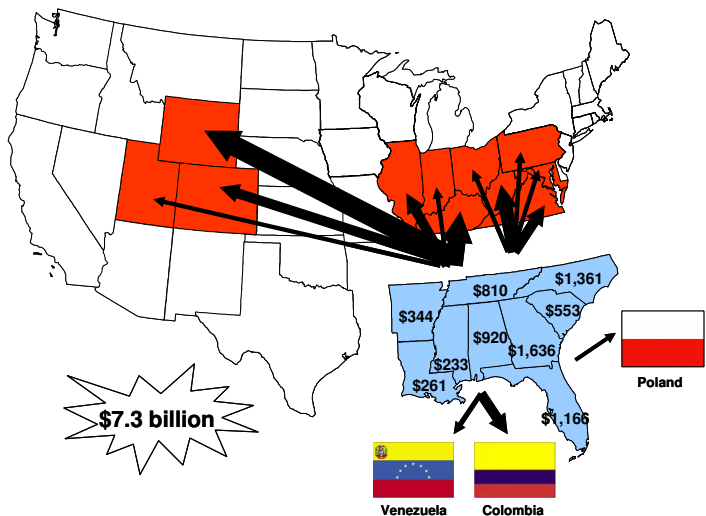 $1,361
$810
$553
$344
$920
$1,636
$233
$261
Poland
$7.3 billion
$1,166
Venezuela
Colombia